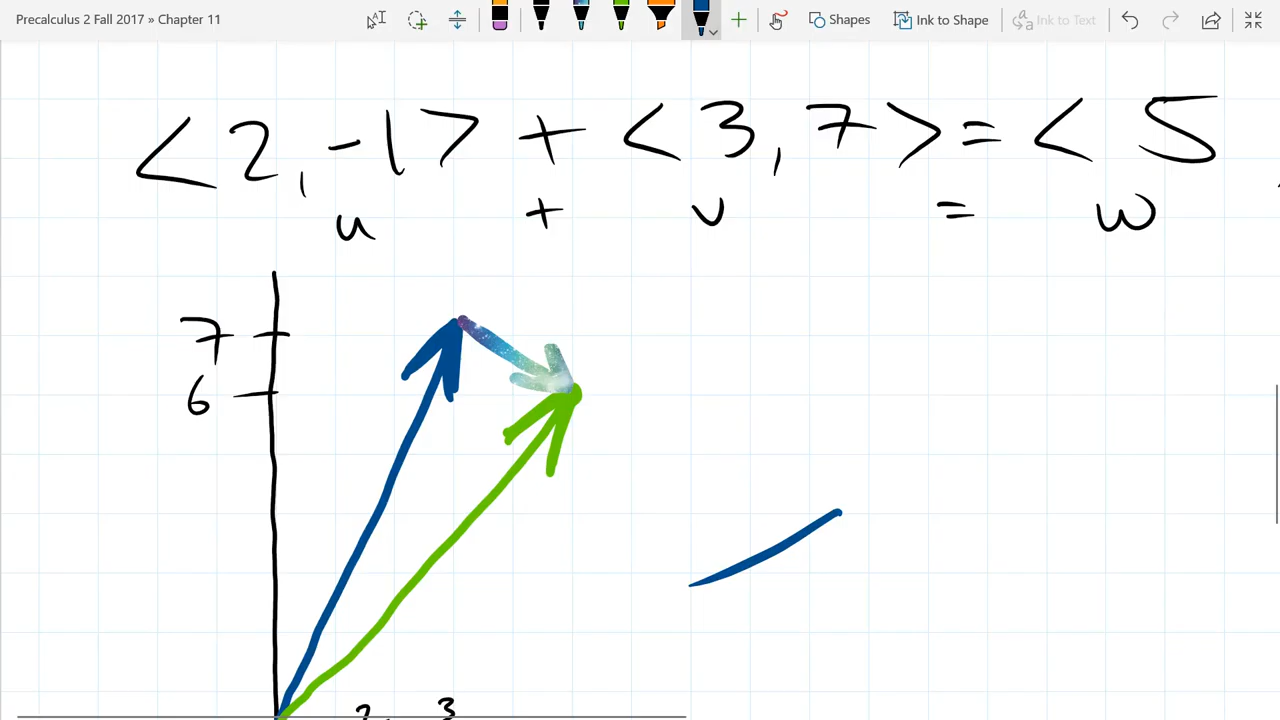 Precalculus 2 Fall 2017 » Chapter 11
Shapes
Ink to Shape
Ink to Text
<2, -1> + <3, 7> = <5
u + v = w
7
6
2 3